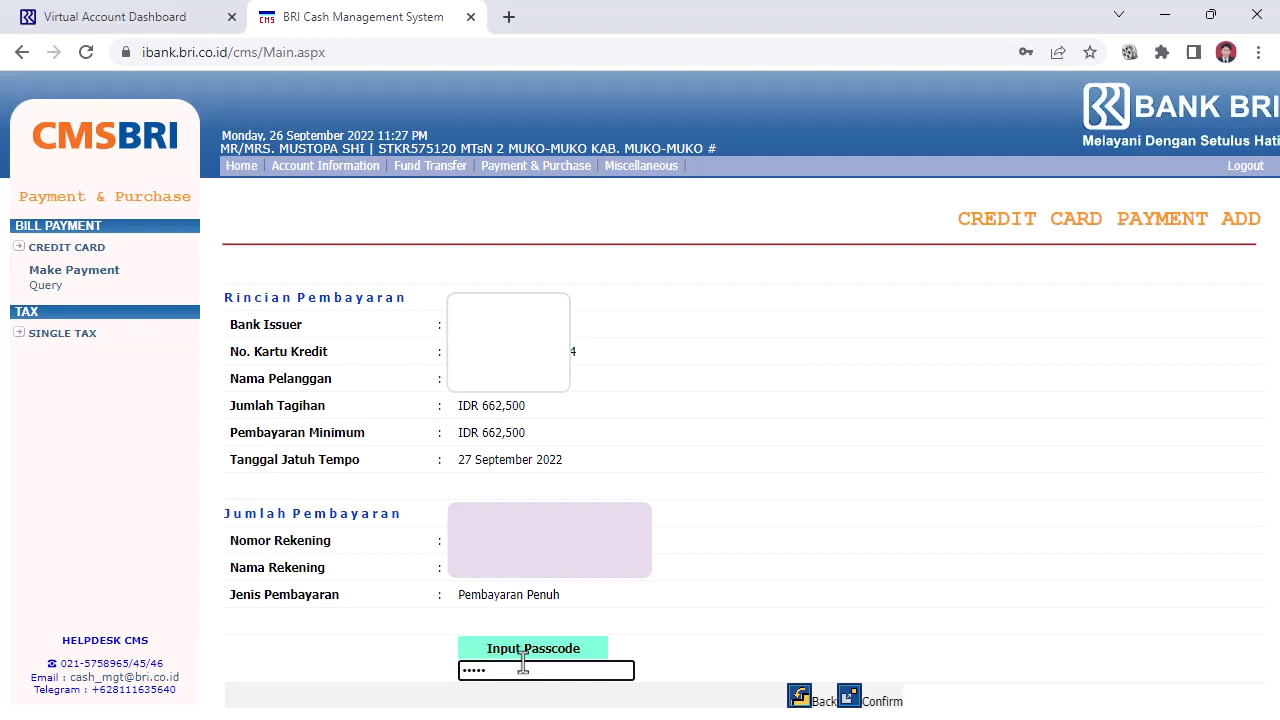 Virtual Account Dashboard
CMS BRI Cash Management System
ibank.bri.co.id/cms/Main.aspx
CMSBRI
Monday, 26 September 2022 11:27 PM
MR/MRS. MUSTOPA SHI | STKR575120 MTsN 2 MUKO-MUKO KAB. MUKO-MUKO #
BANK BRI
Melayani Dengan Setulus Hati
Home Account Information Fund Transfer Payment & Purchase Miscellaneous Logout
Payment & Purchase
BILL PAYMENT
CREDIT CARD
Make Payment
Query
TAX
SINGLE TAX
CREDIT CARD PAYMENT ADD
Rincian Pembayaran
Bank Issuer :
No. Kartu Kredit : 4
Nama Pelanggan :
Jumlah Tagihan : IDR 662,500
Pembayaran Minimum : IDR 662,500
Tanggal Jatuh Tempo : 27 September 2022
Jumlah Pembayaran
Nomor Rekening :
Nama Rekening :
Jenis Pembayaran : Pembayaran Penuh
Input Passcode
•••••
Back Confirm
HELPDESK CMS
☎ 021-5758965/45/46
Email : cash_mgt@bri.co.id
Telegram : +628111635640